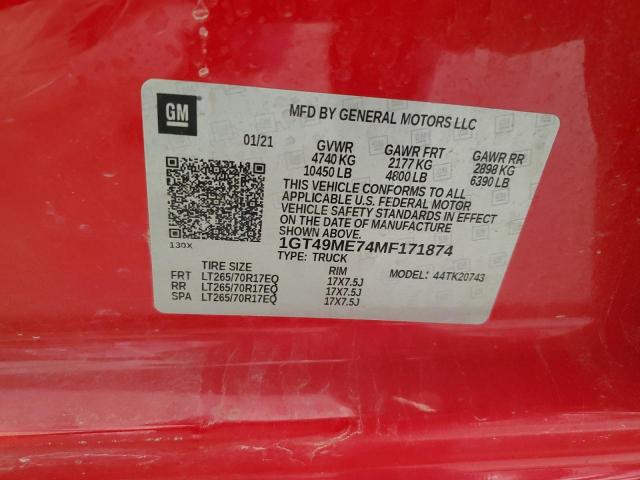 GM
MFD BY GENERAL MOTORS LLC
01/21 GVWR GAWR FRT GAWR RR
4740 KG 2177 KG 2898 KG
10450 LB 4800 LB 6390 LB
THIS VEHICLE CONFORMS TO ALL
APPLICABLE U.S. FEDERAL MOTOR
VEHICLE SAFETY STANDARDS IN EFFECT
ON THE DATE OF MANUFACTURE
SHOWN ABOVE.
130X 1GT49ME74MF171874
TYPE: TRUCK
TIRE SIZE RIM MODEL: 44TK20743
FRT LT265/70R17EQ 17X7.5J
RR LT265/70R17EQ 17X7.5J
SPA LT265/70R17EQ 17X7.5J